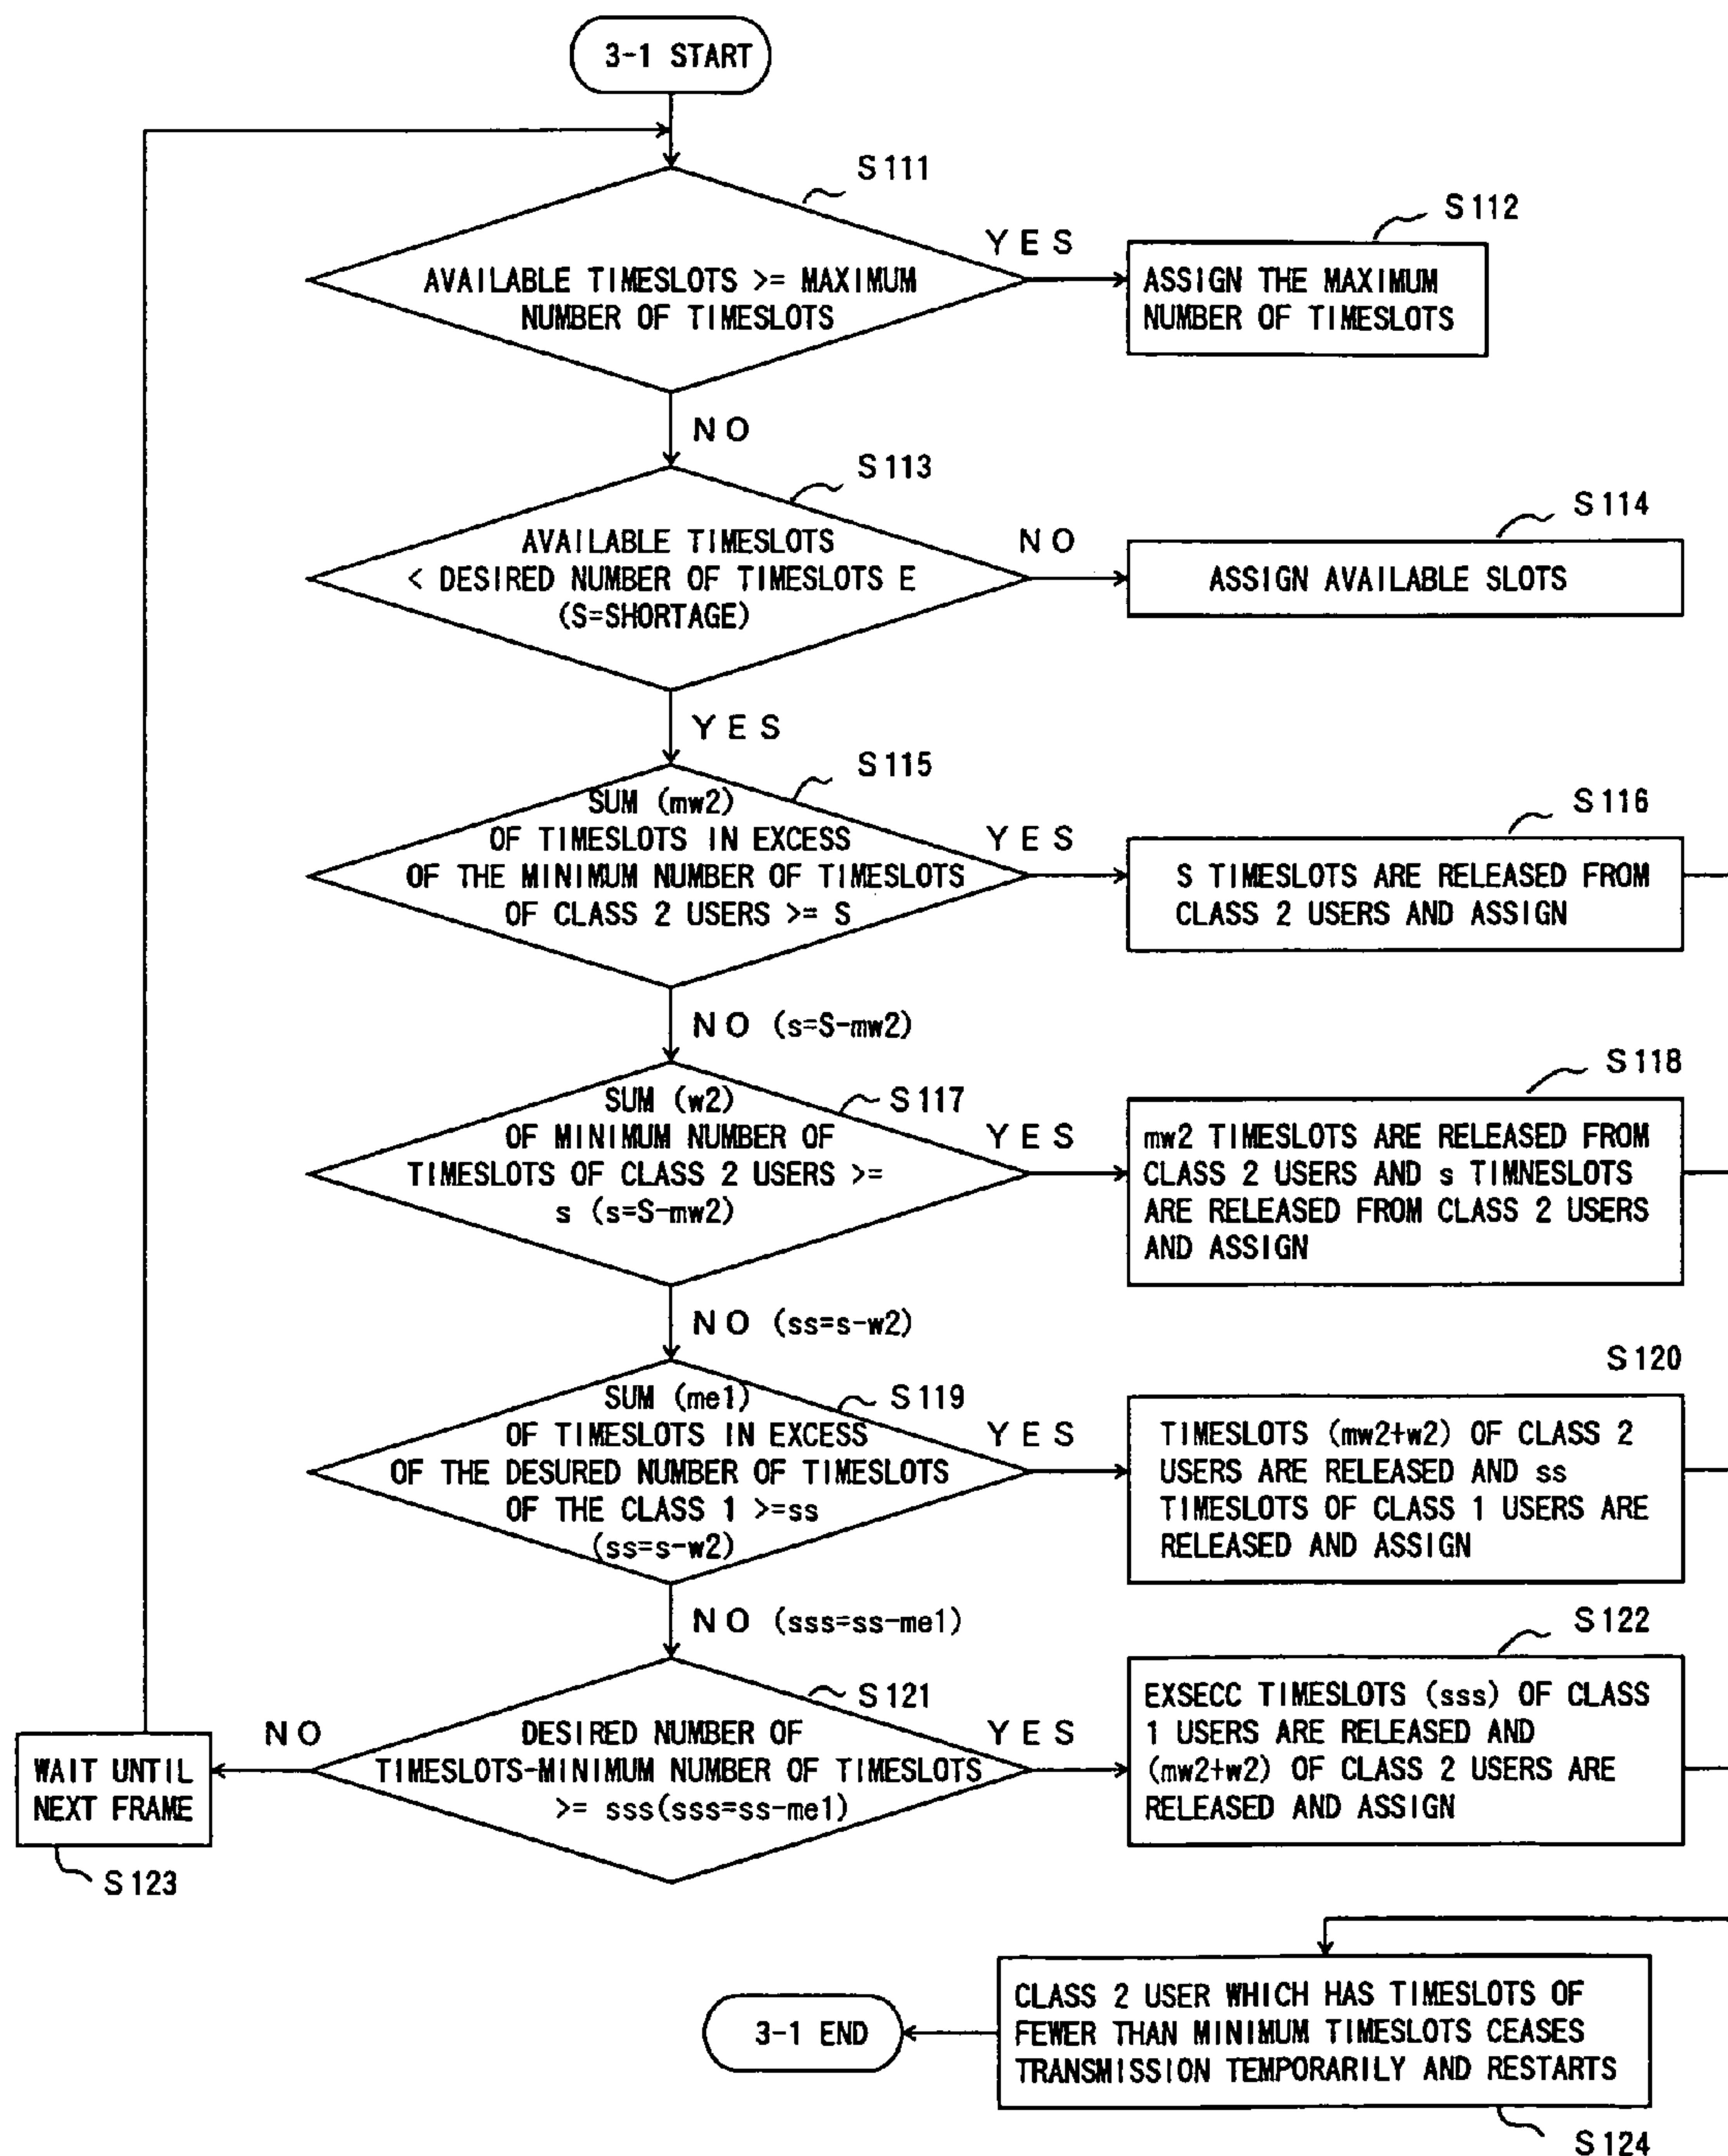 3-1 START
S111
AVAILABLE TIMESLOTS >= MAXIMUM
NUMBER OF TIMESLOTS
YES
S112
ASSIGN THE MAXIMUM
NUMBER OF TIMESLOTS
NO
S113
AVAILABLE TIMESLOTS
< DESIRED NUMBER OF TIMESLOTS E
(S=SHORTAGE)
NO
S114
ASSIGN AVAILABLE SLOTS
YES
S115
SUM (mw2)
OF TIMESLOTS IN EXCESS
OF THE MINIMUM NUMBER OF TIMESLOTS
OF CLASS 2 USERS >= S
YES
S116
S TIMESLOTS ARE RELEASED FROM
CLASS 2 USERS AND ASSIGN
NO (s=S-mw2)
S117
SUM (w2)
OF MINIMUM NUMBER OF
TIMESLOTS OF CLASS 2 USERS >=
s (s=S-mw2)
YES
S118
mw2 TIMESLOTS ARE RELEASED FROM
CLASS 2 USERS AND s TIMNESLOTS
ARE RELEASED FROM CLASS 2 USERS
AND ASSIGN
NO (ss=s-w2)
S119
SUM (me1)
OF TIMESLOTS IN EXCESS
OF THE DESURED NUMBER OF TIMESLOTS
OF THE CLASS 1 >=ss
(ss=s-w2)
YES
S120
TIMESLOTS (mw2+w2) OF CLASS 2
USERS ARE RELEASED AND ss
TIMESLOTS OF CLASS 1 USERS ARE
RELEASED AND ASSIGN
NO (sss=ss-me1)
S121
DESIRED NUMBER OF
TIMESLOTS-MINIMUM NUMBER OF TIMESLOTS
>= sss(sss=ss-me1)
YES
S122
EXSECC TIMESLOTS (sss) OF CLASS
1 USERS ARE RELEASED AND
(mw2+w2) OF CLASS 2 USERS ARE
RELEASED AND ASSIGN
NO
WAIT UNTIL
NEXT FRAME
S123
CLASS 2 USER WHICH HAS TIMESLOTS OF
FEWER THAN MINIMUM TIMESLOTS CEASES
TRANSMISSION TEMPORARILY AND RESTARTS
S124
3-1 END